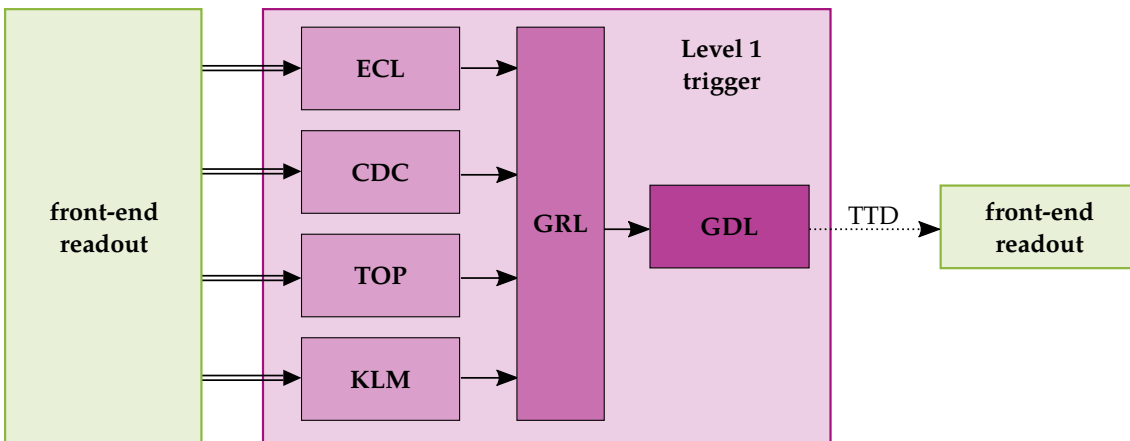 front-end
readout
ECL
CDC
TOP
KLM
GRL
Level 1
trigger
GDL
TTD
front-end
readout